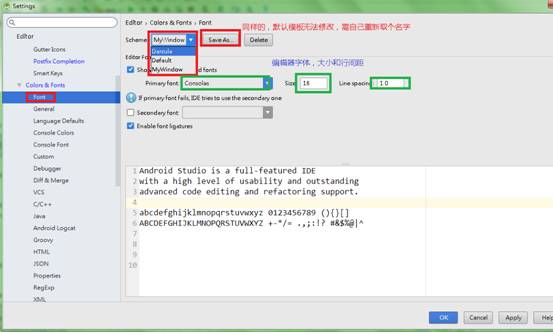 Settings
Editor › Colors & Fonts › Font
同样的，默认模板无法修改，需自己重新取个名字
Scheme: MyWindow Save As... Delete
Darcula
Default
MyWindow
Editor
Show only monospaced fonts
编辑器字体，大小和行间距
Primary font: Consolas Size: 16 Line spacing: 1.0
If primary font fails, IDE tries to use the secondary one
Secondary font:
Enable font ligatures
Editor
Gutter Icons
Postfix Completion
Smart Keys
Colors & Fonts
Font
General
Language Defaults
Console Colors
Console Font
Custom
Debugger
Diff & Merge
VCS
C/C++
Java
Android Logcat
Groovy
HTML
JSON
Properties
RegExp
XML
1 Android Studio is a full-featured IDE
2 with a high level of usability and outstanding
3 advanced code editing and refactoring support.
4
5 abcdefghijklmnopqrstuvwxyz 0123456789 (){}[]
6 ABCDEFGHIJKLMNOPQRSTUVWXYZ +-*/= .,;:!? #&$%@|^
7
8
9
10
OK Cancel Apply Help